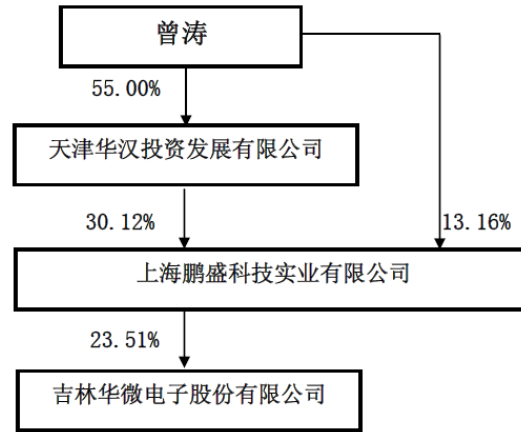 曾涛
55.00%
天津华汉投资发展有限公司
30.12%
13.16%
上海鹏盛科技实业有限公司
23.51%
吉林华微电子股份有限公司